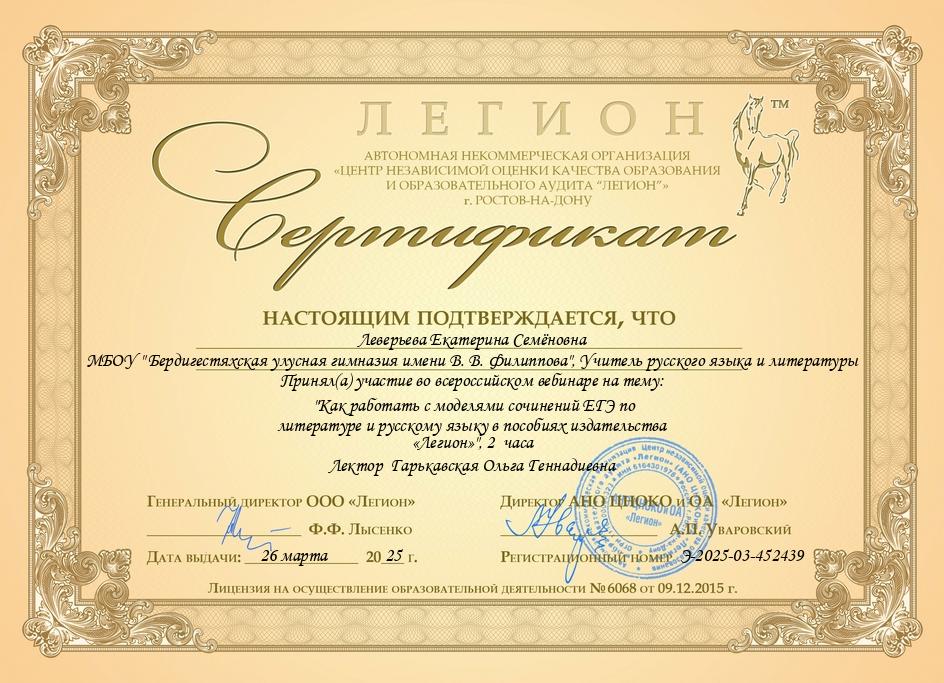 ЛЕГИОН ™
АВТОНОМНАЯ НЕКОММЕРЧЕСКАЯ ОРГАНИЗАЦИЯ
«ЦЕНТР НЕЗАВИСИМОЙ ОЦЕНКИ КАЧЕСТВА ОБРАЗОВАНИЯ
И ОБРАЗОВАТЕЛЬНОГО АУДИТА "ЛЕГИОН"»
г. РОСТОВ-НА-ДОНУ
Сертификат
НАСТОЯЩИМ ПОДТВЕРЖДАЕТСЯ, ЧТО
Леверьева Екатерина Семёновна
МБОУ "Бердигестяхская улусная гимназия имени В. В. Филиппова", Учитель русского языка и литературы
Принял(а) участие во всероссийском вебинаре на тему:
"Как работать с моделями сочинений ЕГЭ по
литературе и русскому языку в пособиях издательства
«Легион»", 2 часа
Лектор Гарькавская Ольга Геннадиевна
Генеральный директор ООО «Легион» Директор АНО ЦНОКО и ОА «Легион»
Ф.Ф. Лысенко А.П. Уваровский
Дата выдачи: 26 марта 20 25 г. Регистрационный номер Э-2025-03-452439
Лицензия на осуществление образовательной деятельности №6068 от 09.12.2015 г.